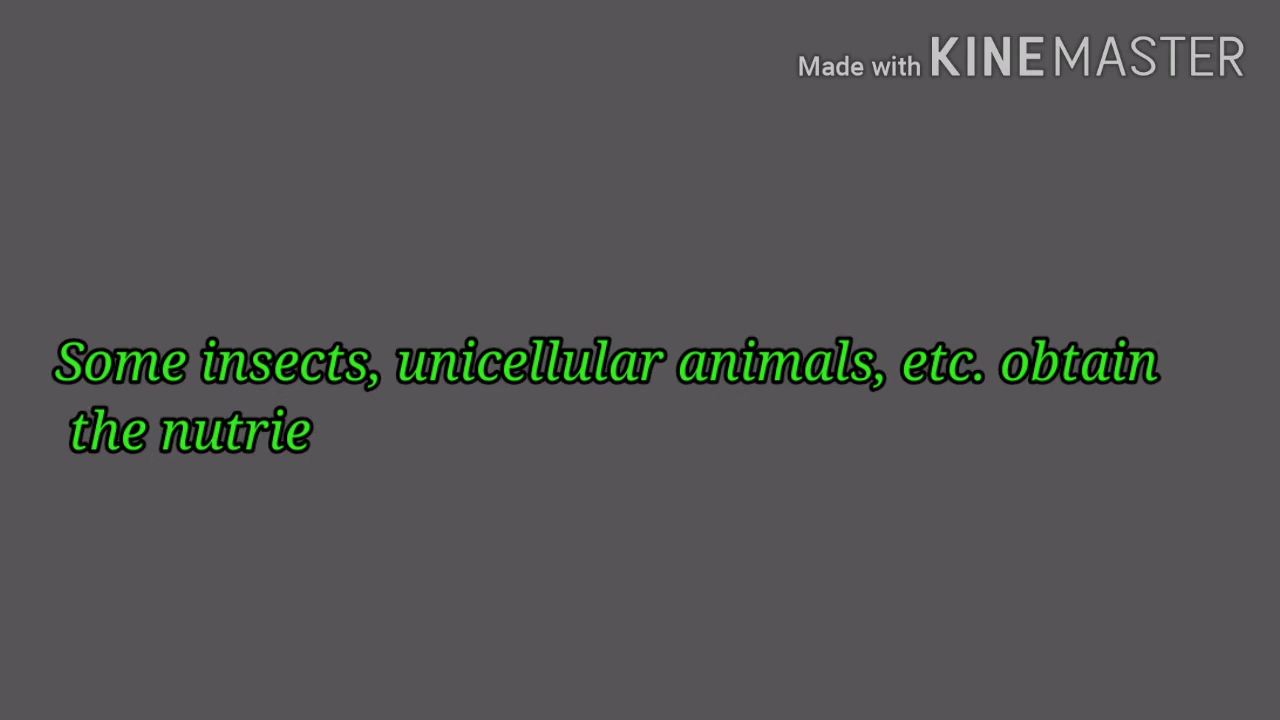 Made with KINEMASTER
Some insects, unicellular animals, etc. obtain
the nutrie